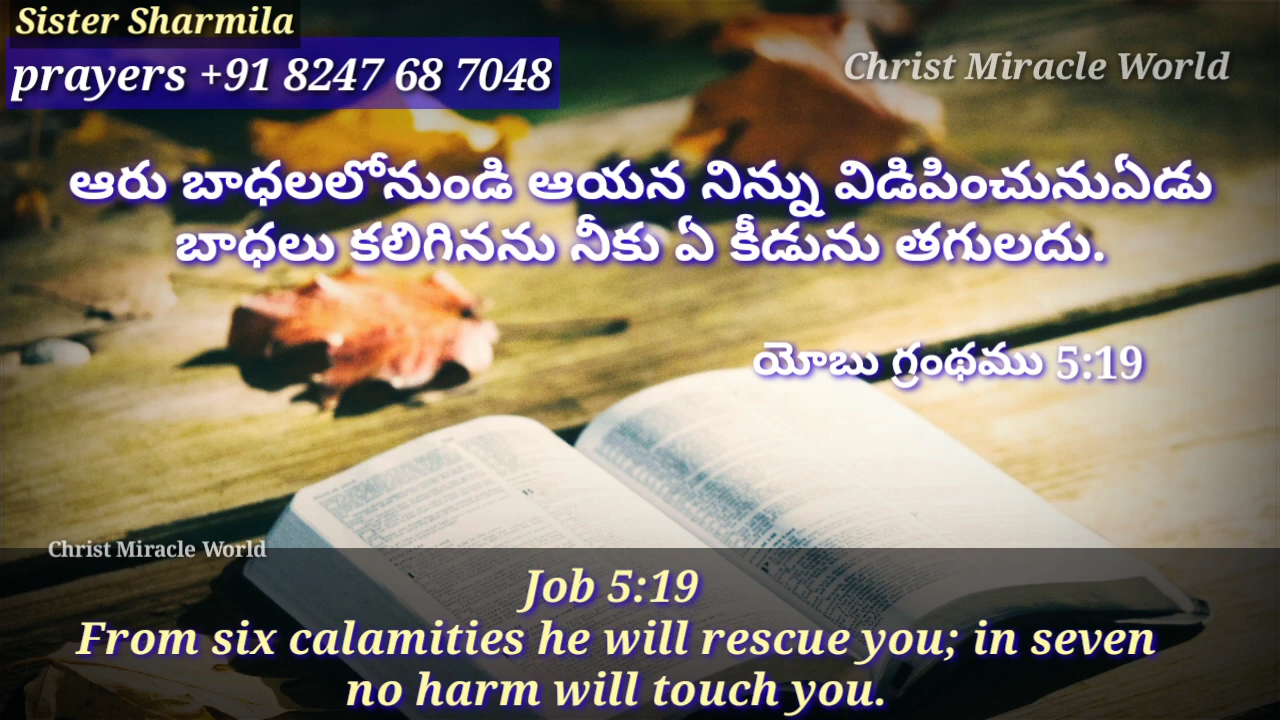 Sister Sharmila
prayers +91 8247 68 7048
Christ Miracle World
ఆరు బాధలలోనుండి ఆయన నిన్ను విడిపించునుఏడు
బాధలు కలిగినను నీకు ఏ కీడును తగులదు.
యోబు గ్రంథము 5:19
Christ Miracle World
Job 5:19
From six calamities he will rescue you; in seven
no harm will touch you.